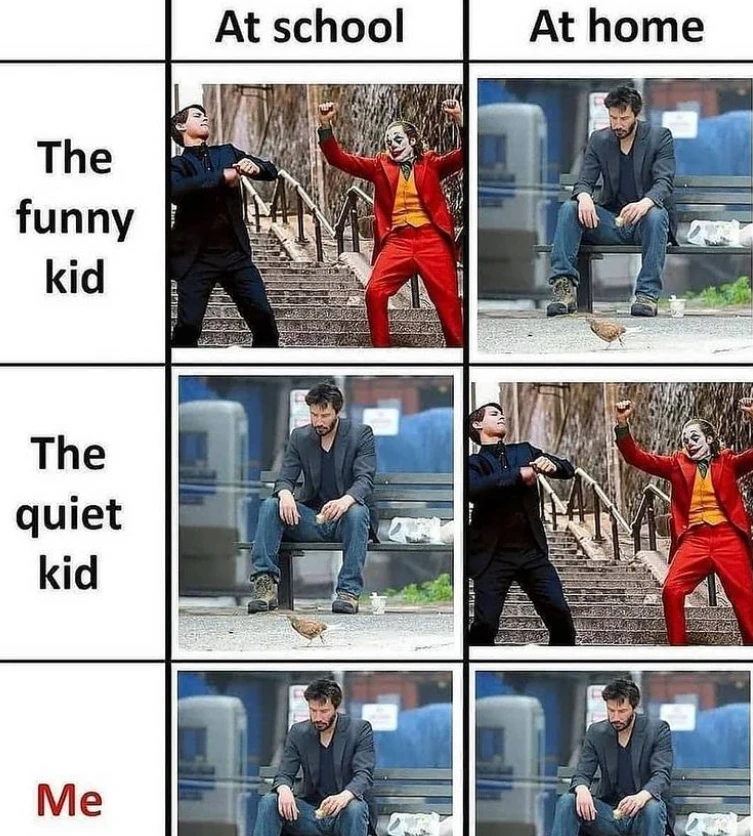 At school
At home
The
funny
kid
The
quiet
kid
Me